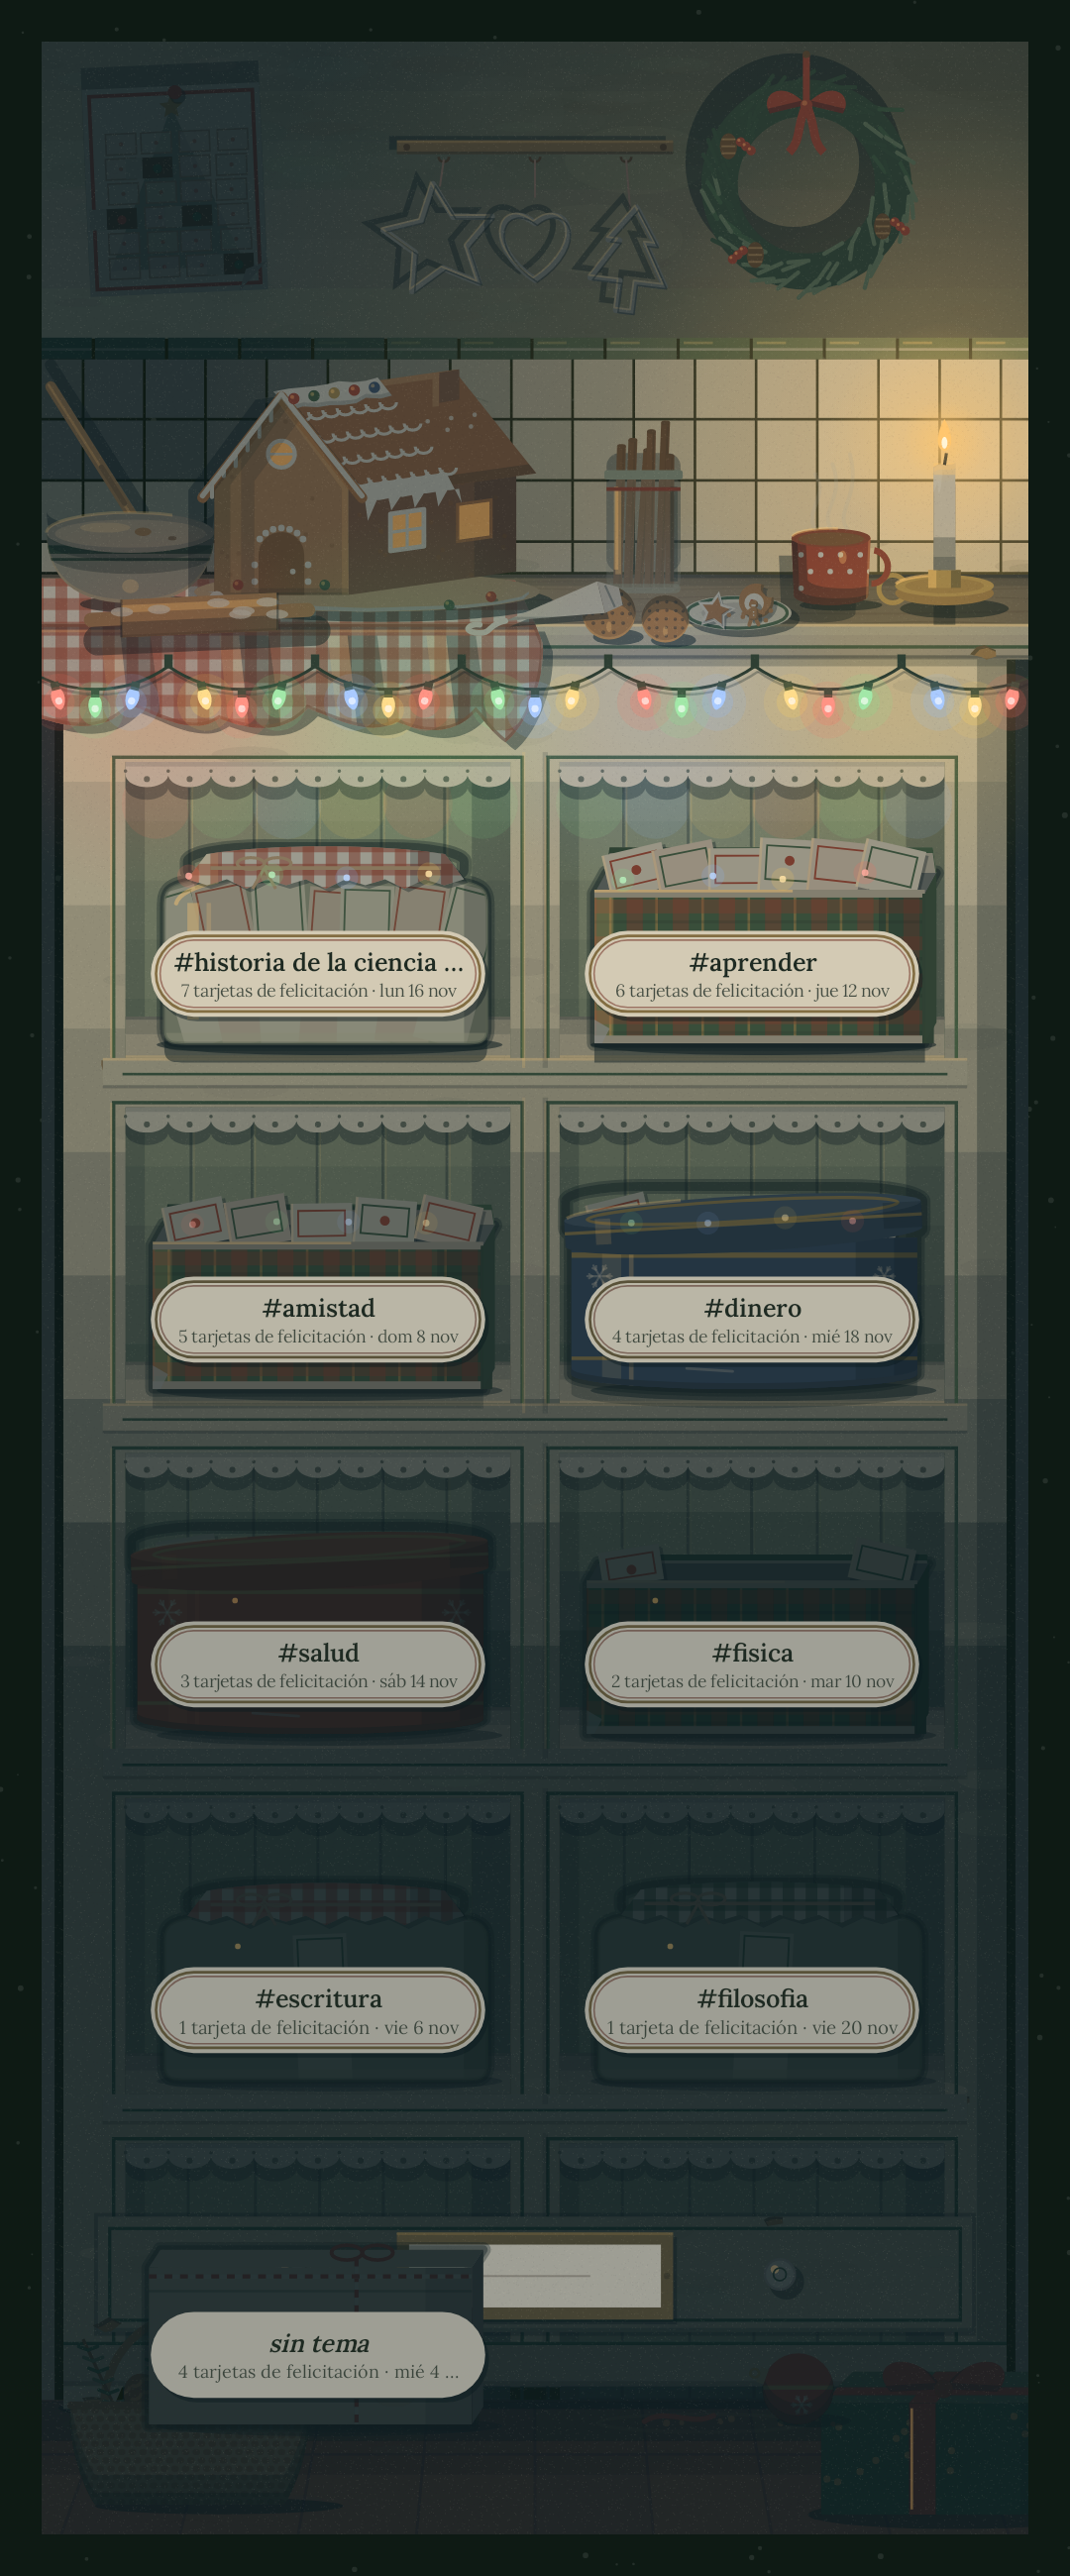 #historia de la ciencia ...
7 tarjetas de felicitación · lun 16 nov
#aprender
6 tarjetas de felicitación · jue 12 nov
#amistad
5 tarjetas de felicitación · dom 8 nov
#dinero
4 tarjetas de felicitación · mié 18 nov
#salud
3 tarjetas de felicitación · sáb 14 nov
#fisica
2 tarjetas de felicitación · mar 10 nov
#escritura
1 tarjeta de felicitación · vie 6 nov
#filosofia
1 tarjeta de felicitación · vie 20 nov
sin tema
4 tarjetas de felicitación · mié 4 ...